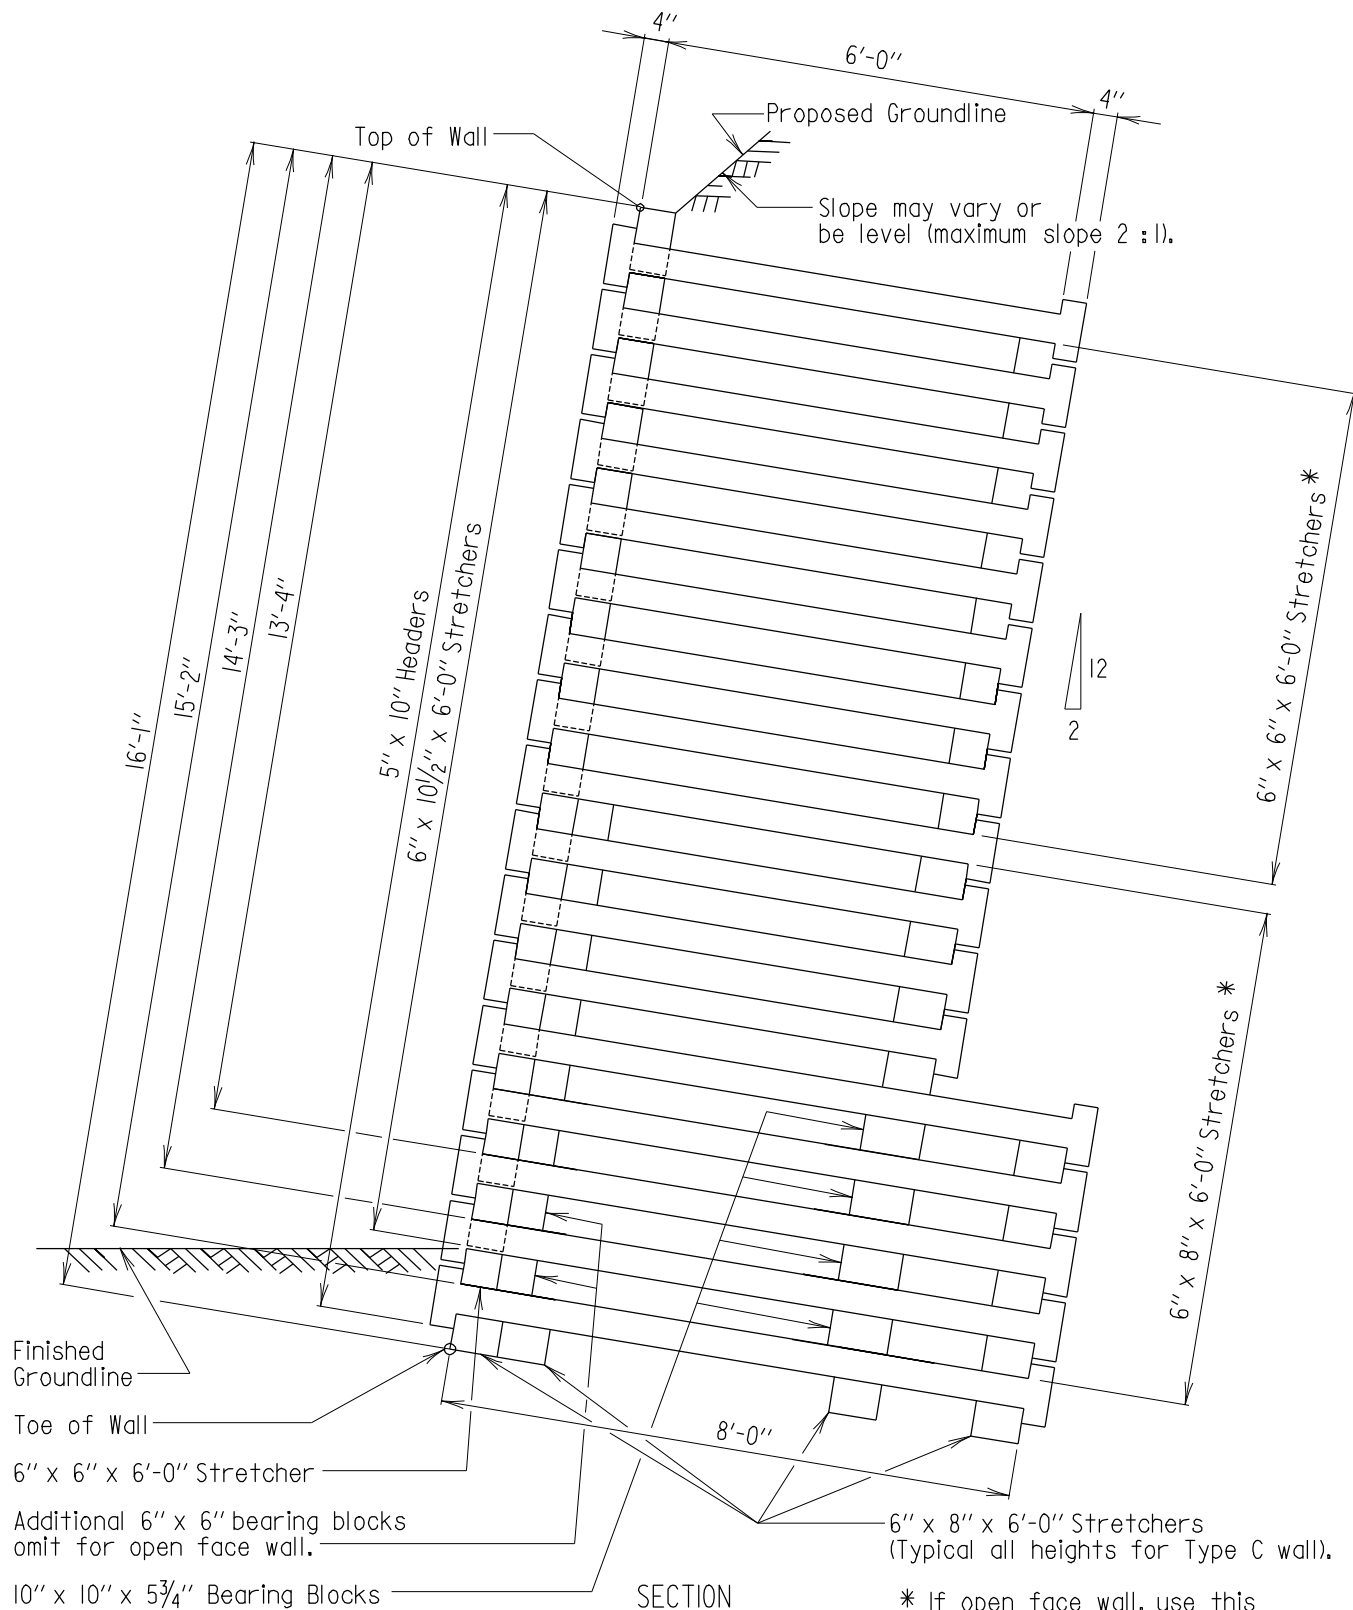 4"
6'-0"
4"
Proposed Groundline
Top of Wall
Slope may vary or
be level (maximum slope 2 : 1).
16'-1"
15'-2"
14'-3"
13'-4"
5" x 10" Headers
6" x 10 1/2" x 6'-0" Stretchers
6" x 6" x 6'-0" Stretchers *
12
2
6" x 8" x 6'-0" Stretchers *
Finished
Groundline
Toe of Wall
8'-0"
6" x 6" x 6'-0" Stretcher
Additional 6" x 6" bearing blocks
omit for open face wall.
6" x 8" x 6'-0" Stretchers
(Typical all heights for Type C wall).
10" x 10" x 5 3/4" Bearing Blocks
SECTION
* If open face wall, use this